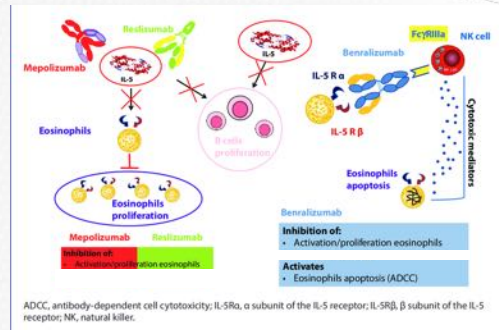 Mepolizumab
Reslizumab
IL-5
IL-5
Eosinophils
Eosinophils
proliferation
B-cells
proliferation
Mepolizumab Reslizumab
Inhibition of:
• Activation/proliferation eosinophils
FcγRIIIa
NK cell
Benralizumab
IL-5 R α
IL-5 R β
Cytotoxic mediators
Eosinophils
apoptosis
Benralizumab
Inhibition of:
• Activation/proliferation eosinophils
Activates
• Eosinophils apoptosis (ADCC)
ADCC, antibody-dependent cell cytotoxicity; IL-5Rα, α subunit of the IL-5 receptor; IL-5Rβ, β subunit of the IL-5
receptor; NK, natural killer.